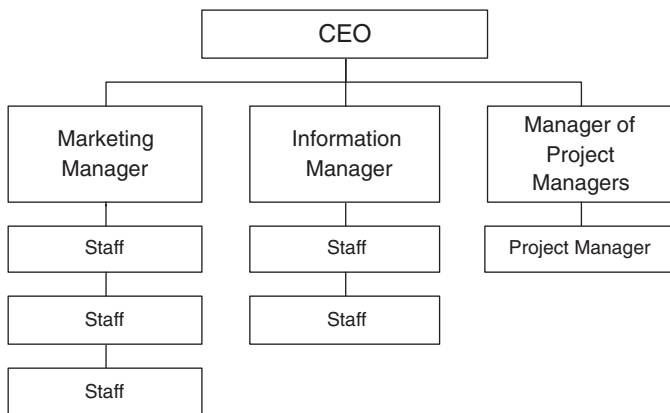 CEO
Marketing
Manager
Information
Manager
Manager of
Project
Managers
Staff
Staff
Project Manager
Staff
Staff
Staff